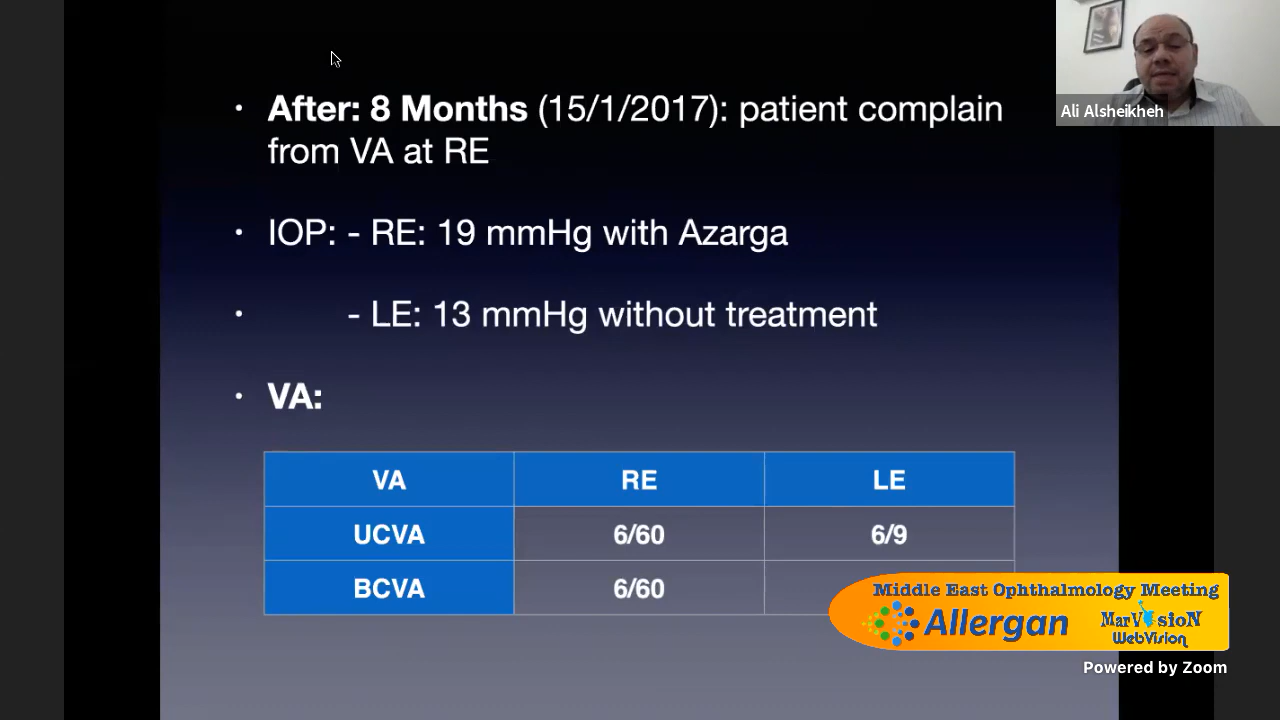 • After: 8 Months (15/1/2017): patient complain
from VA at RE
• IOP: - RE: 19 mmHg with Azarga
• - LE: 13 mmHg without treatment
• VA:
VA RE LE
UCVA 6/60 6/9
BCVA 6/60
Ali Alsheikheh
Middle East Ophthalmology Meeting
Allergan
MarVisioN
WebVision
Powered by Zoom